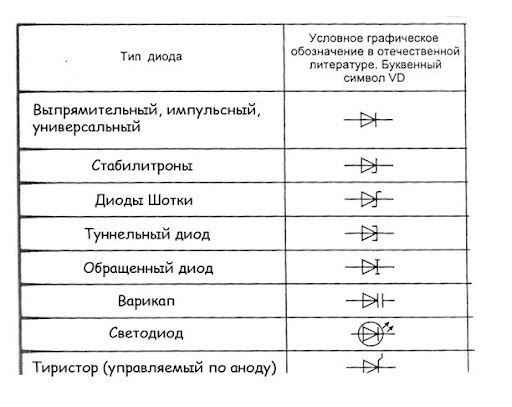 Тип диода
Условное графическое
обозначение в отечественной
литературе. Буквенный
символ VD
Выпрямительный, импульсный,
универсальный
Стабилитроны
Диоды Шотки
Туннельный диод
Обращенный диод
Варикап
Светодиод
Тиристор (управляемый по аноду)